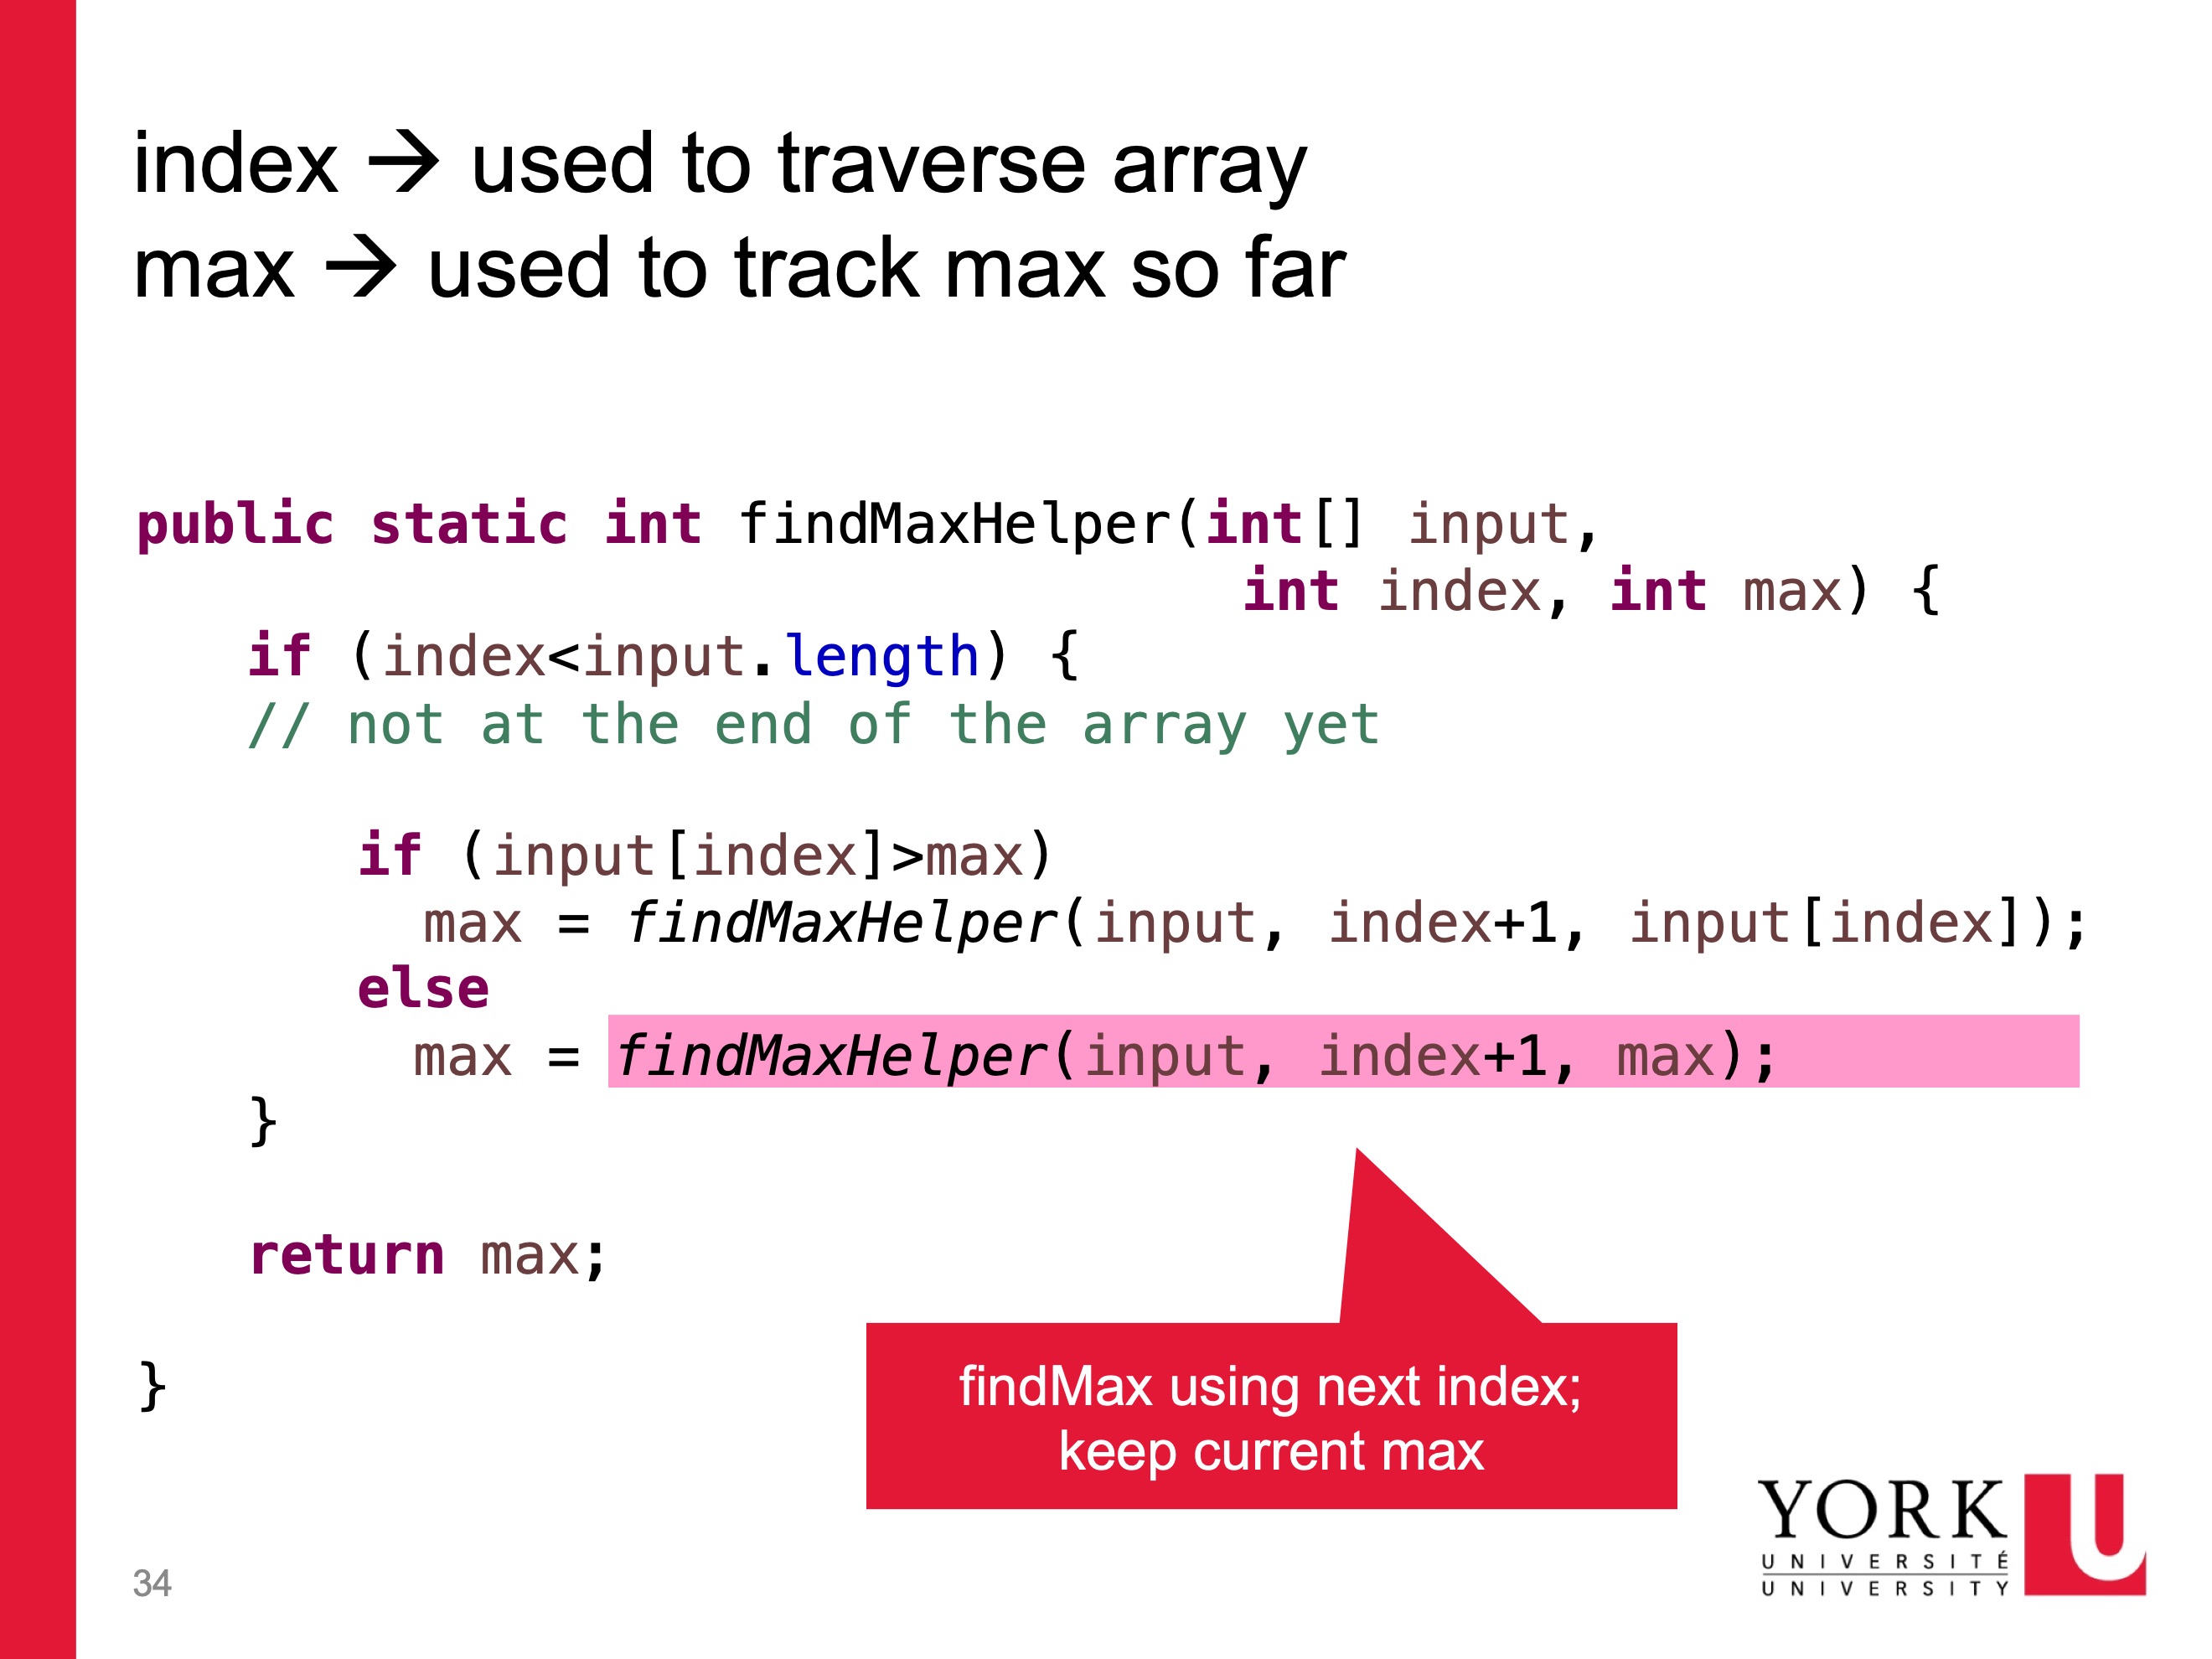 index → used to traverse array
max → used to track max so far
public static int findMaxHelper(int[] input,
int index, int max) {
if (index<input.length) {
// not at the end of the array yet
if (input[index]>max)
max = findMaxHelper(input, index+1, input[index]);
else
max = findMaxHelper(input, index+1, max);
}
return max;
}
findMax using next index;
keep current max
34
YORK U
UNIVERSITÉ
UNIVERSITY